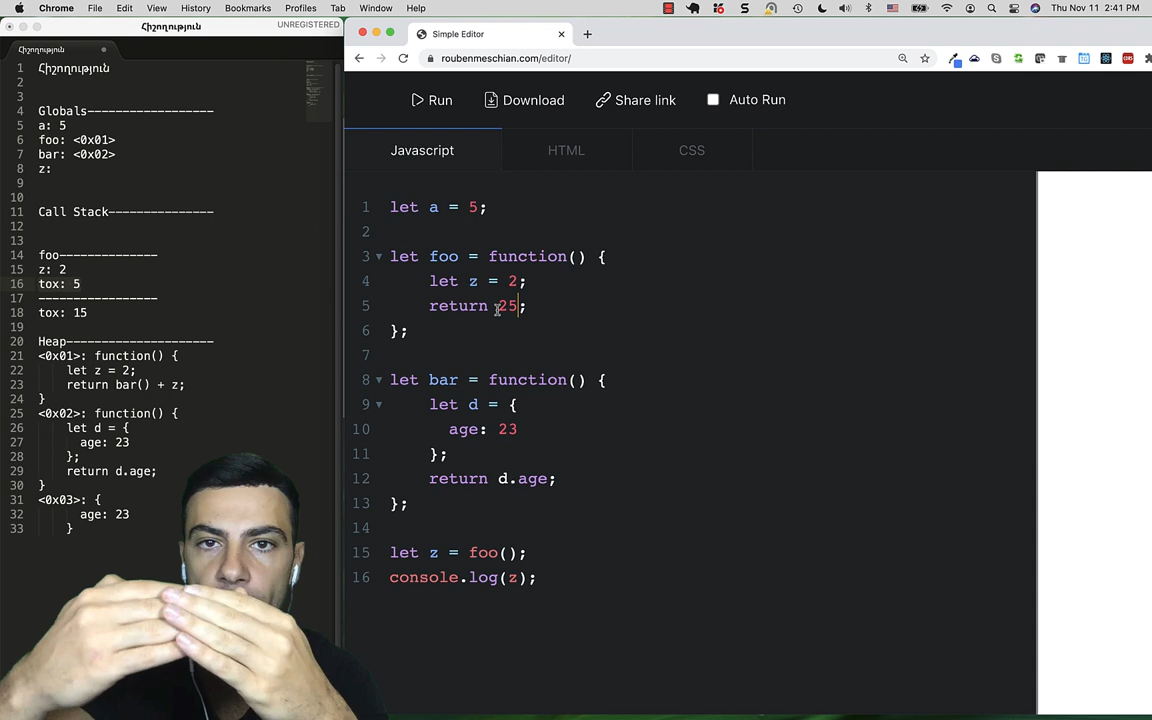 Chrome File Edit View History Bookmarks Profiles Tab Window Help
Thu Nov 11 2:41 PM
Հիշողություն
UNREGISTERED
Հիշողություն
1 Հիշողություն
2
3
4 Globals-----------------
5 a: 5
6 foo: <0x01>
7 bar: <0x02>
8 z:
9
10
11 Call Stack--------------
12
13
14 foo--------------
15 z: 2
16 tox: 5
17 -----------------
18 tox: 15
19
20 Heap---------------------
21 <0x01>: function() {
22 let z = 2;
23 return bar() + z;
24 }
25 <0x02>: function() {
26 let d = {
27 age: 23
28 };
29 return d.age;
30 }
31 <0x03>: {
32 age: 23
33 }
Simple Editor
roubenmeschian.com/editor/
Run Download Share link Auto Run
Javascript HTML CSS
1 let a = 5;
2
3 let foo = function() {
4 let z = 2;
5 return 25;
6 };
7
8 let bar = function() {
9 let d = {
10 age: 23
11 };
12 return d.age;
13 };
14
15 let z = foo();
16 console.log(z);